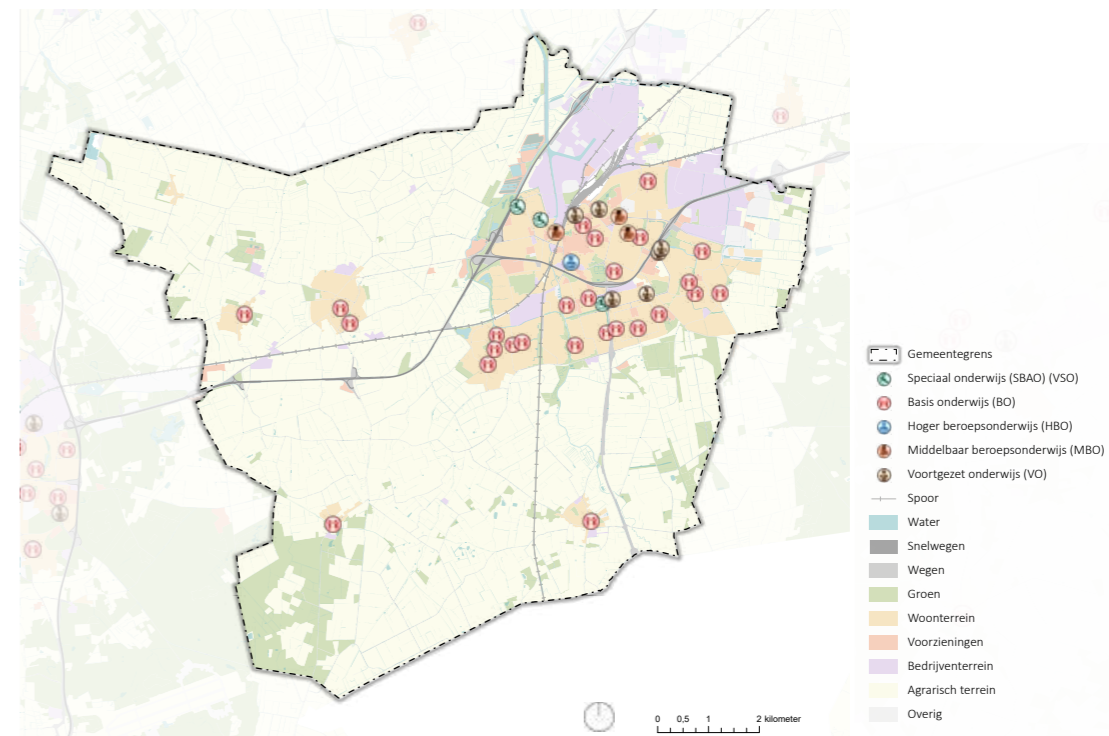 Gemeentegrens
Speciaal onderwijs (SBAO) (VSO)
Basis onderwijs (BO)
Hoger beroepsonderwijs (HBO)
Middelbaar beroepsonderwijs (MBO)
Voortgezet onderwijs (VO)
Spoor
Water
Snelwegen
Wegen
Groen
Woonterrein
Voorzieningen
Bedrijventerrein
Agrarisch terrein
Overig
0 0,5 1 2 kilometer